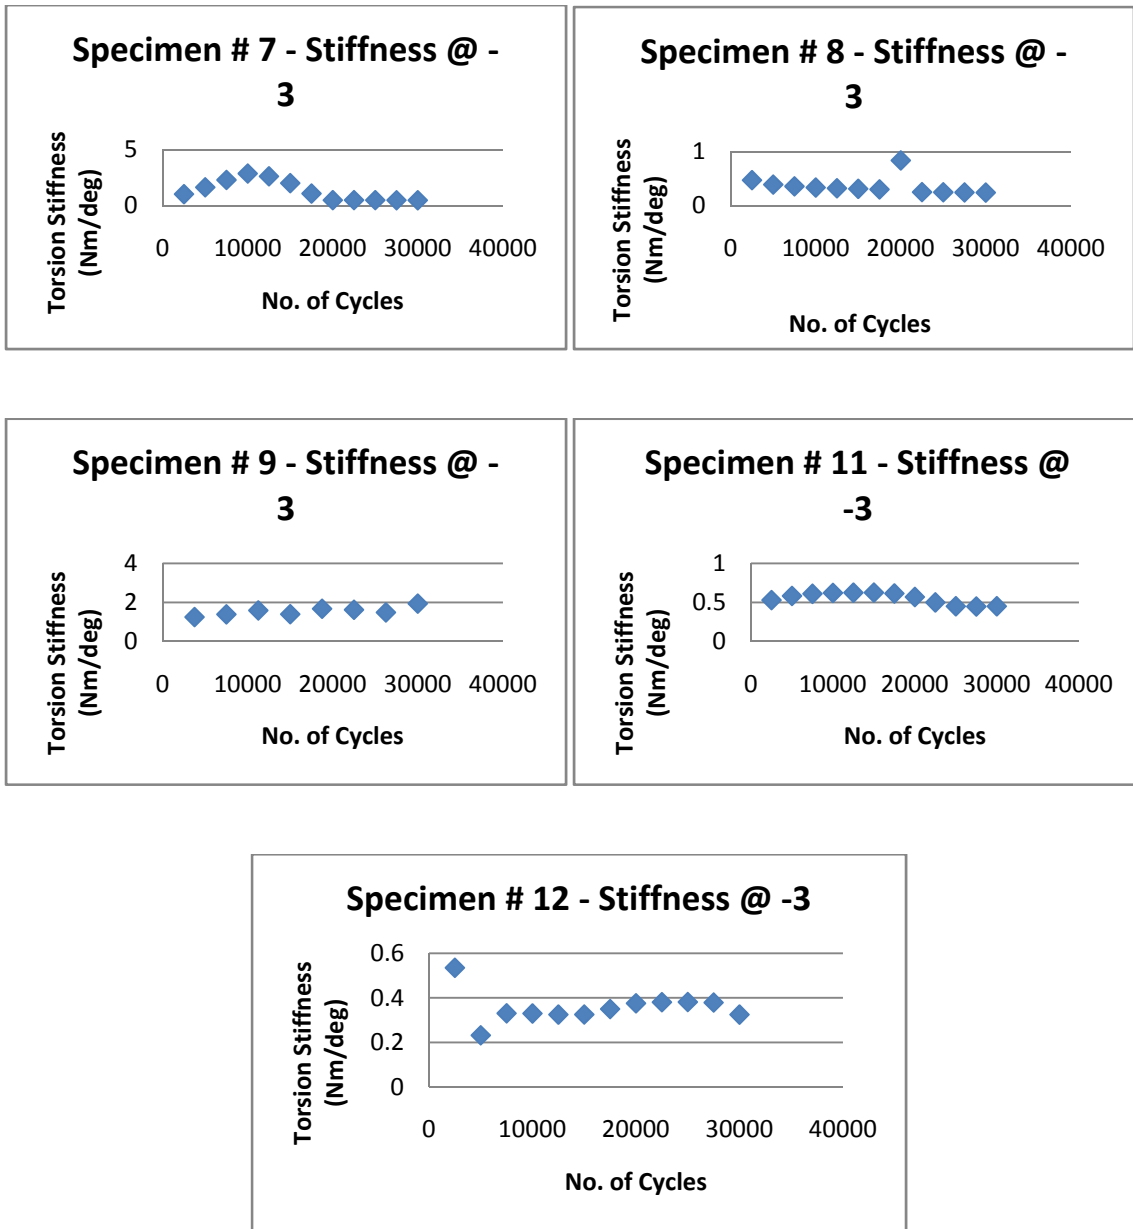 Specimen # 7 - Stiffness @ -
3
Torsion Stiffness
(Nm/deg)
5
0
0 10000 20000 30000 40000
No. of Cycles
Specimen # 8 - Stiffness @ -
3
Torsion Stiffness
(Nm/deg)
1
0
0 10000 20000 30000 40000
No. of Cycles
Specimen # 9 - Stiffness @ -
3
Torsion Stiffness
(Nm/deg)
4
2
0
0 10000 20000 30000 40000
No. of Cycles
Specimen # 11 - Stiffness @
-3
Torsion Stiffness
(Nm/deg)
1
0.5
0
0 10000 20000 30000 40000
No. of Cycles
Specimen # 12 - Stiffness @ -3
Torsion Stiffness
(Nm/deg)
0.6
0.4
0.2
0
0 10000 20000 30000 40000
No. of Cycles